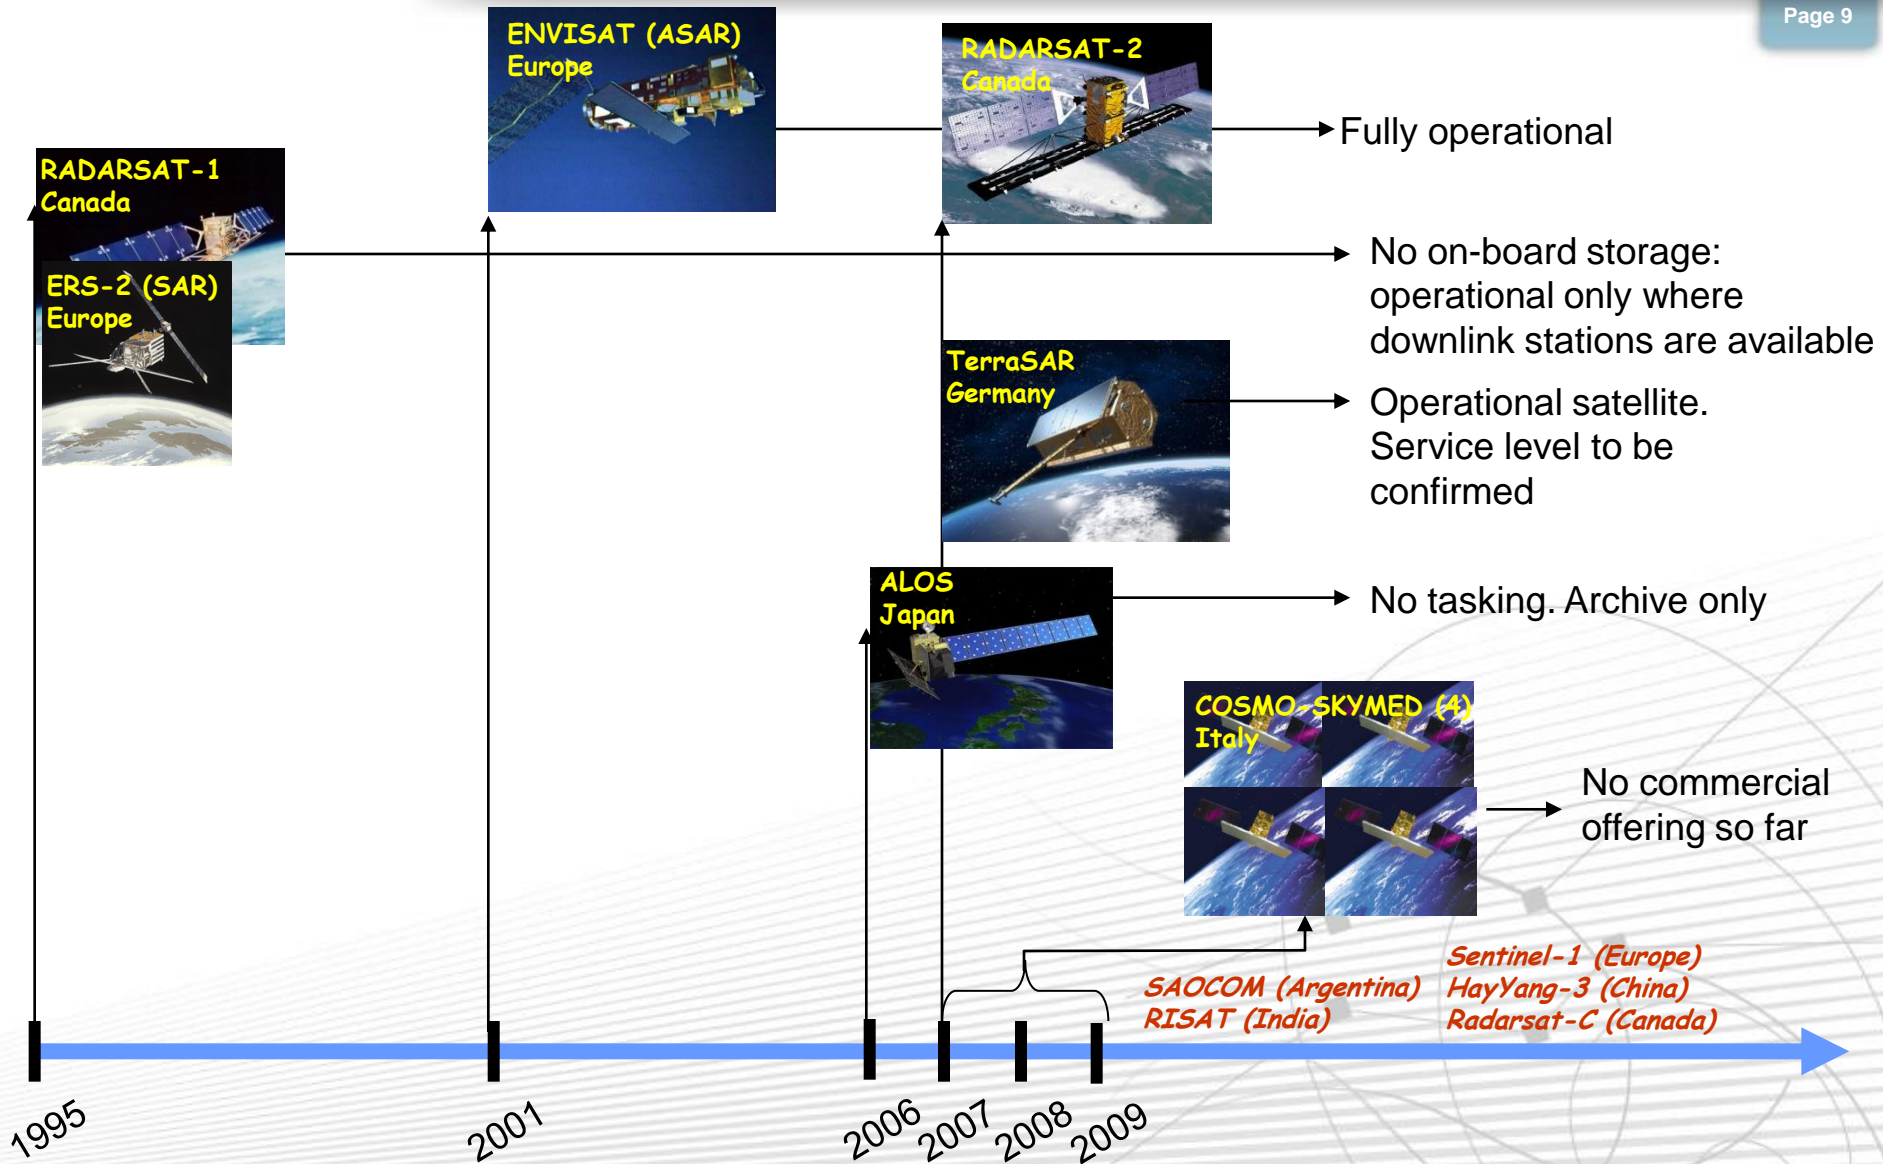 Page 9
ENVISAT (ASAR)
Europe
RADARSAT-2
Canada
Fully operational
RADARSAT-1
Canada
No on-board storage:
operational only where
downlink stations are available
ERS-2 (SAR)
Europe
TerraSAR
Germany
Operational satellite.
Service level to be
confirmed
ALOS
Japan
No tasking. Archive only
COSMO-SKYMED (4)
Italy
No commercial
offering so far
SAOCOM (Argentina)
RISAT (India)
Sentinel-1 (Europe)
HayYang-3 (China)
Radarsat-C (Canada)
1995
2001
2006
2007
2008
2009